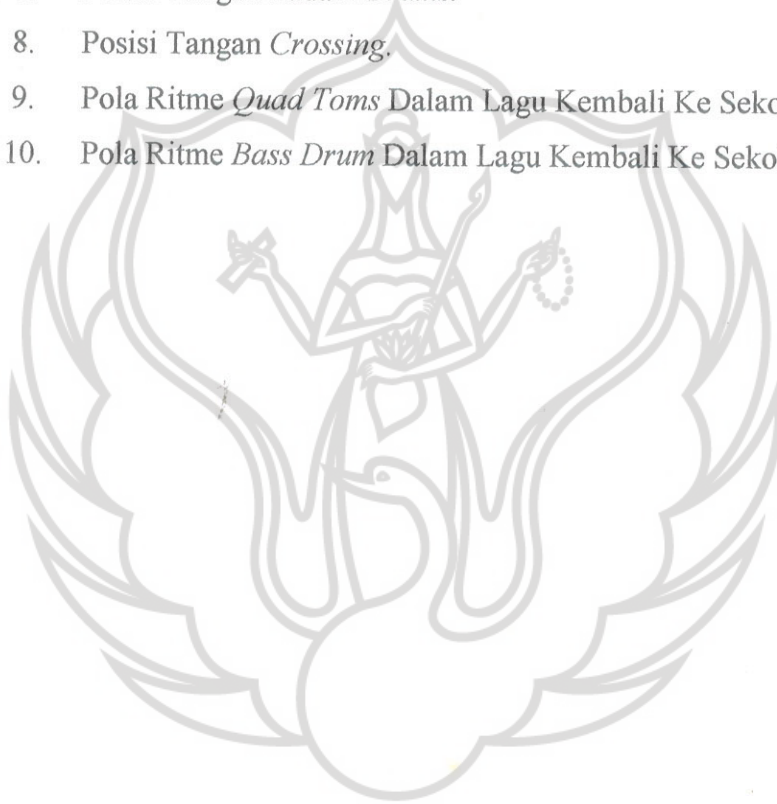 8. Posisi Tangan Crossing.
9. Pola Ritme Quad Toms Dalam Lagu Kembali Ke Seko
10. Pola Ritme Bass Drum Dalam Lagu Kembali Ke Seko